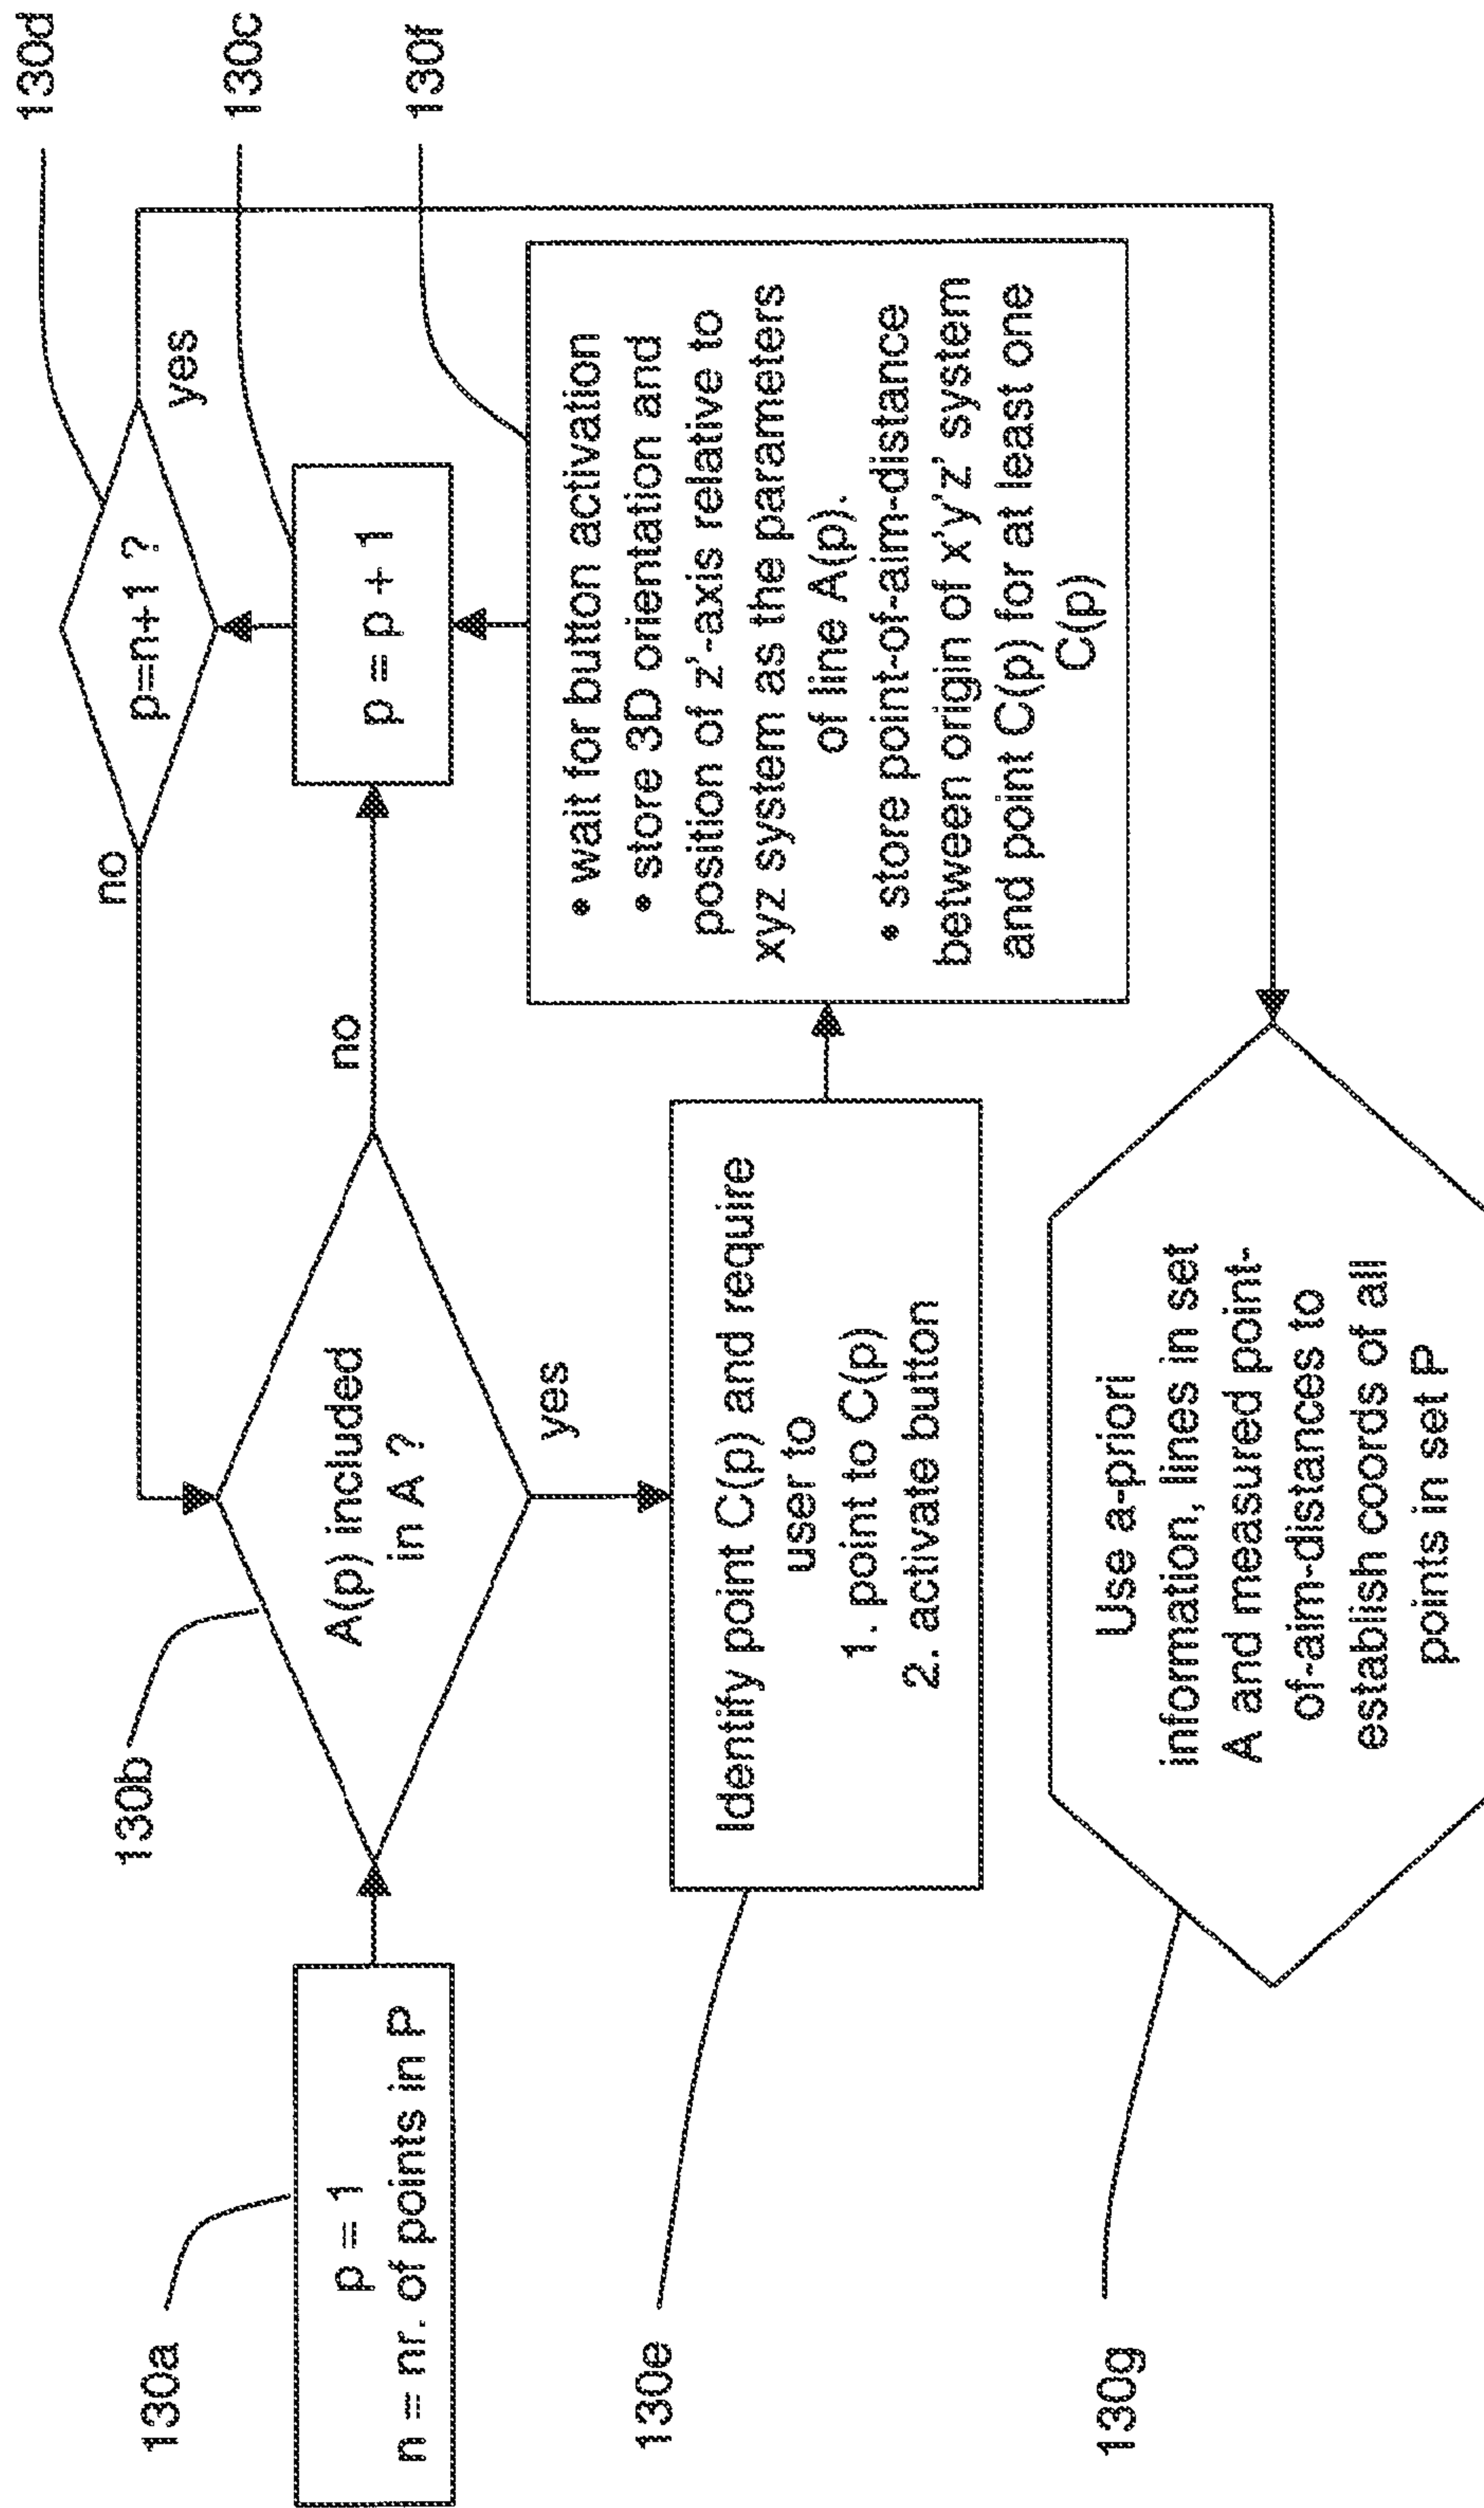 130a
p = 1
n = nr. of points in P
130b
A(p) included
in A ?
no
yes
130d
p=n+1 ?
no
yes
130c
p = p + 1
130e
Identify point C(p) and require
user to
1. point to C(p)
2. activate button
130f
• wait for button activation
• store 3D orientation and
position of z'-axis relative to
xyz system as the parameters
of line A(p).
• store point-of-aim-distance
between origin of x'y'z' system
and point C(p) for at least one
C(p)
130g
Use a-priori
information, lines in set
A and measured point-
of-aim-distances to
establish coords of all
points in set P